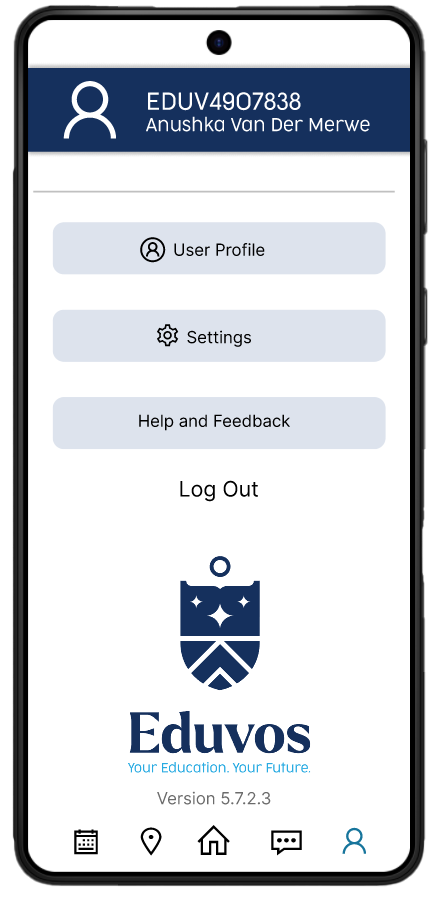 EDUV4907838
Anushka Van Der Merwe
User Profile
Settings
Help and Feedback
Log Out
Eduvos
Your Education. Your Future.
Version 5.7.2.3